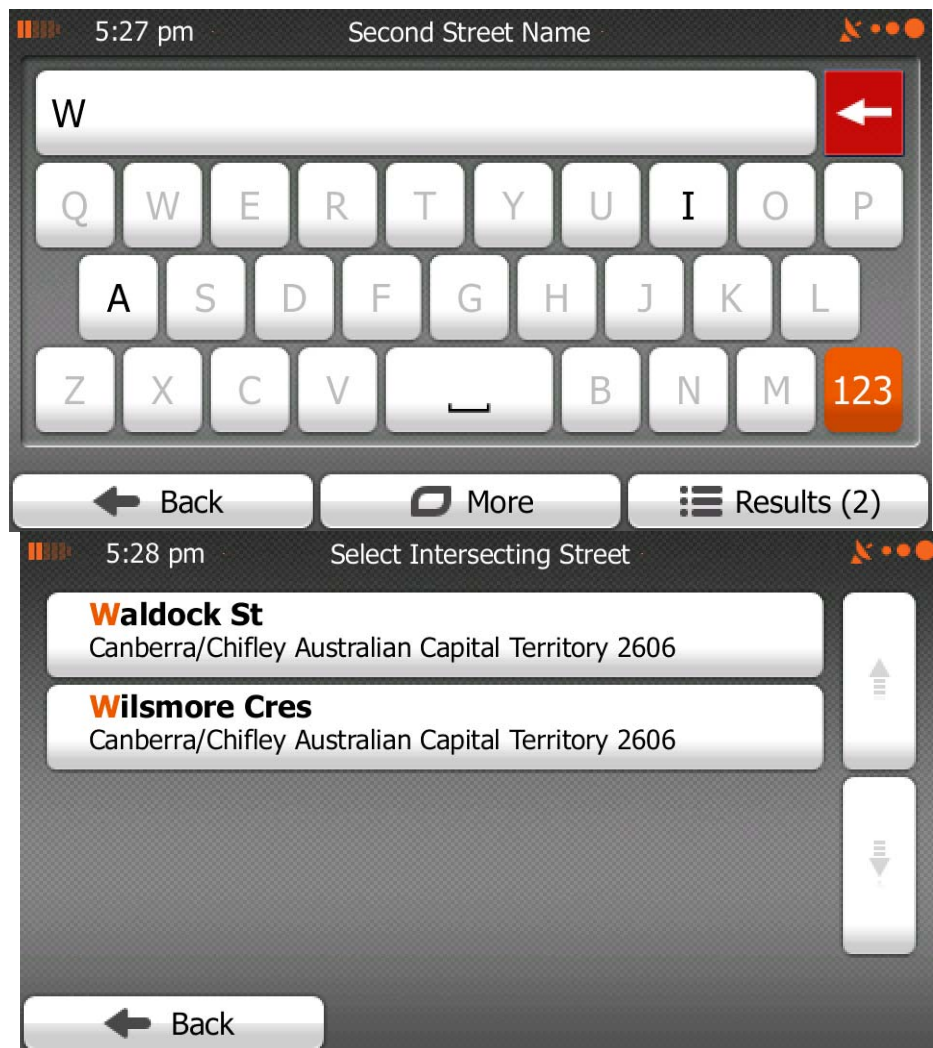 5:27 pm Second Street Name
W
Q W E R T Y U I O P
A S D F G H J K L
Z X C V B N M 123
Back More Results (2)
5:28 pm Select Intersecting Street
Waldock St
Canberra/Chifley Australian Capital Territory 2606
Wilsmore Cres
Canberra/Chifley Australian Capital Territory 2606
Back